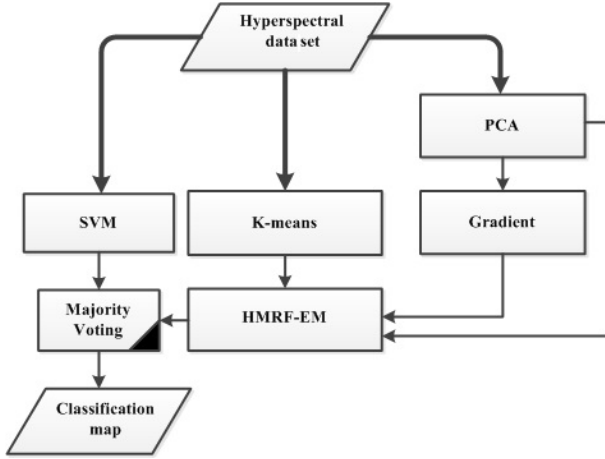 Hyperspectral
data set
PCA
SVM
K-means
Gradient
Majority
Voting
HMRF-EM
Classification
map